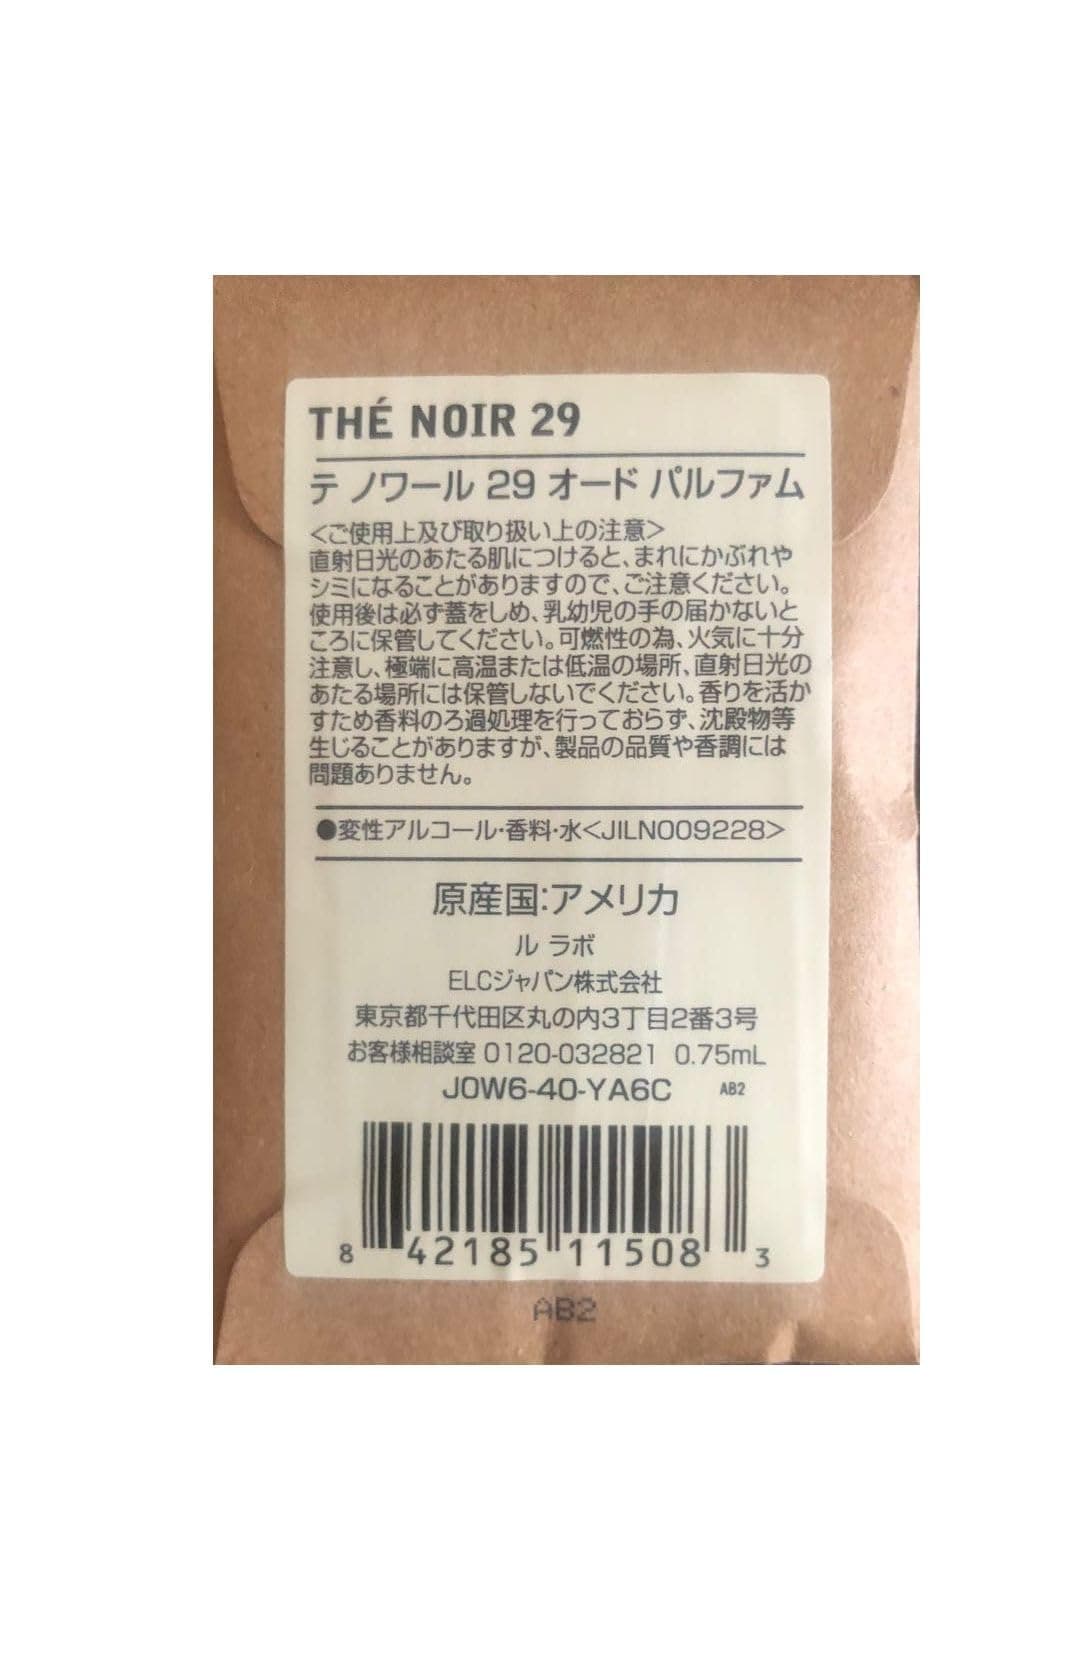 THÉ NOIR 29
テ ノワール 29 オード パルファム
<ご使用上及び取り扱い上の注意>
直射日光のあたる肌につけると、まれにかぶれや
シミになることがありますので、ご注意ください。
使用後は必ず蓋をしめ、乳幼児の手の届かないと
ころに保管してください。可燃性の為、火気に十分
注意し、極端に高温または低温の場所、直射日光の
あたる場所には保管しないでください。香りを活か
すため香料のろ過処理を行っておらず、沈殿物等
生じることがありますが、製品の品質や香調には
問題ありません。
●変性アルコール・香料・水<JILN009228>
原産国:アメリカ
ル ラボ
ELCジャパン株式会社
東京都千代田区丸の内3丁目2番3号
お客様相談室 0120-032821 0.75mL
J0W6-40-YA6C AB2
8 42185 11508 3
AB2